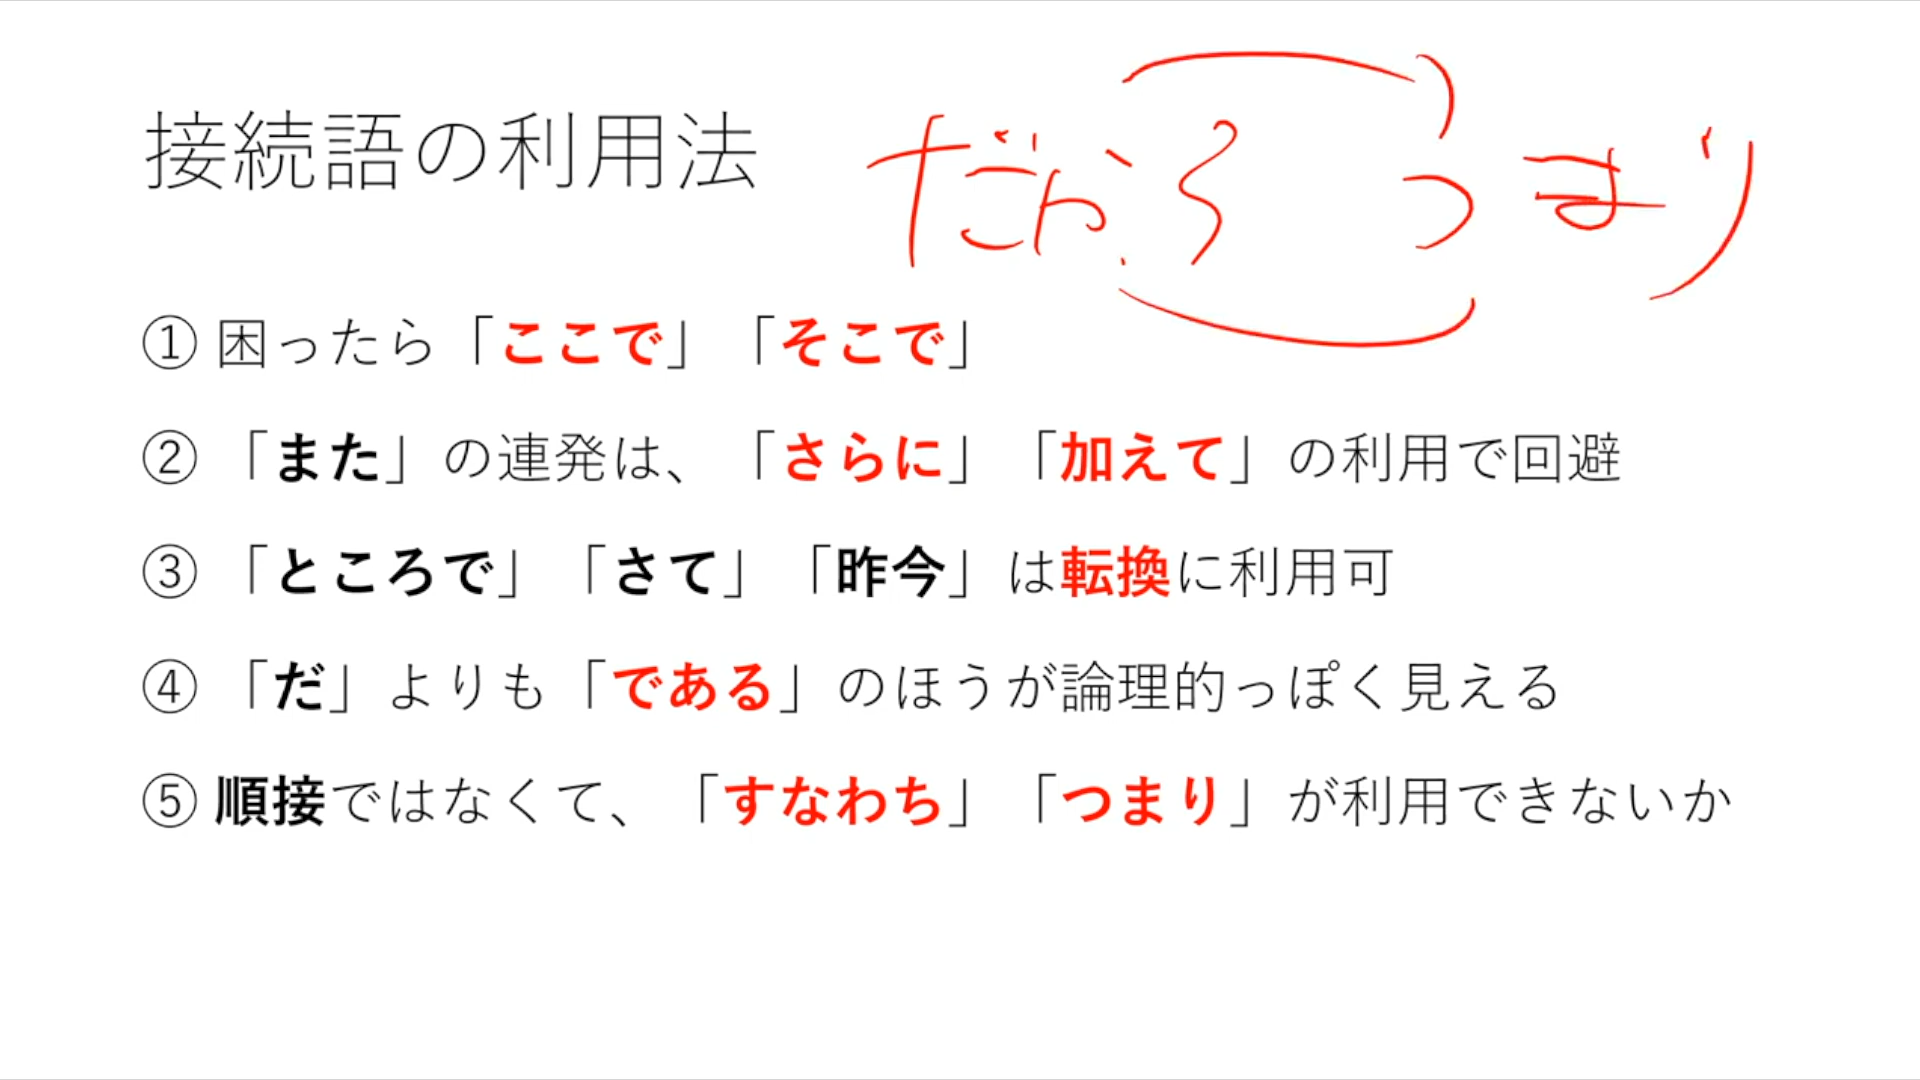 接続語の利用法
だから つまり
① 困ったら「ここで」「そこで」
② 「また」の連発は、「さらに」「加えて」の利用で回避
③ 「ところで」「さて」「昨今」は転換に利用可
④ 「だ」よりも「である」のほうが論理的っぽく見える
⑤ 順接ではなくて、「すなわち」「つまり」が利用できないか